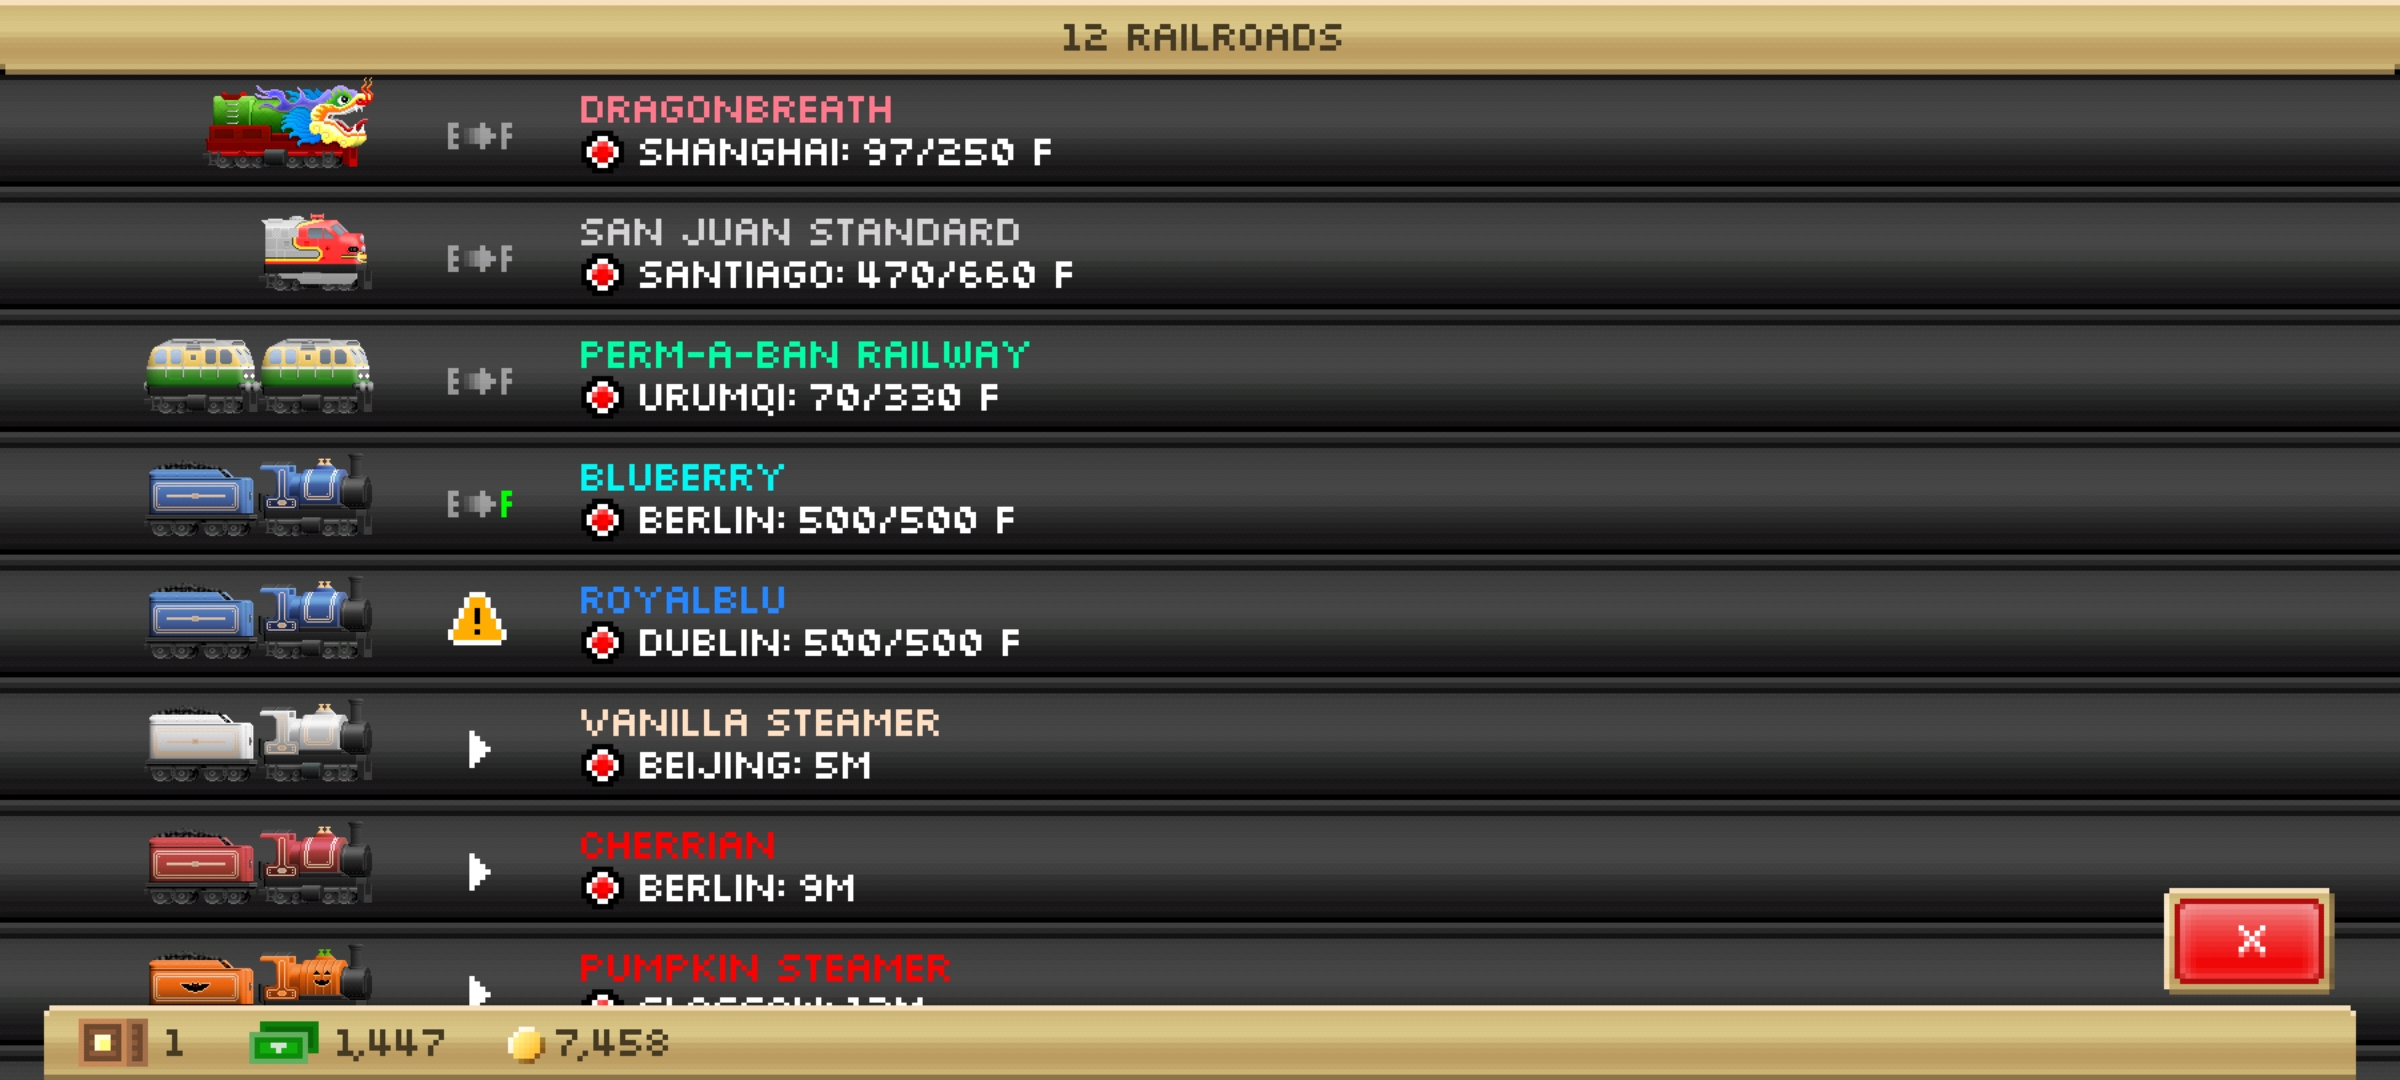 12 RAILROADS
DRAGONBREATH
E F
SHANGHAI: 97/250 F
SAN JUAN STANDARD
E F
SANTIAGO: 470/660 F
PERM-A-BAN RAILWAY
E F
URUMQI: 70/330 F
BLUBERRY
E F
BERLIN: 500/500 F
ROYALBLU
!
DUBLIN: 500/500 F
VANILLA STEAMER
BEIJING: 5M
CHERRIAN
BERLIN: 9M
X
PUMPKIN STEAMER
1 1,447 7,458